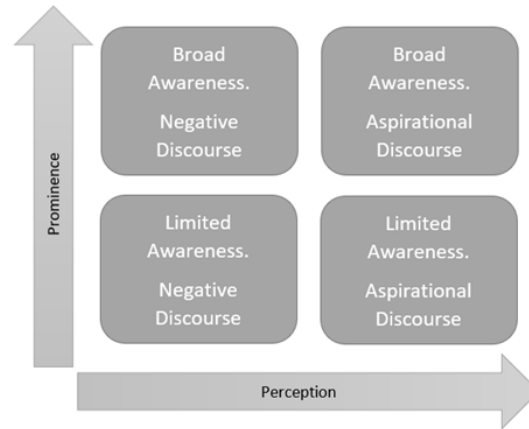 Prominence
Broad
Awareness.
Negative
Discourse
Broad
Awareness.
Aspirational
Discourse
Limited
Awareness.
Negative
Discourse
Limited
Awareness.
Aspirational
Discourse
Perception